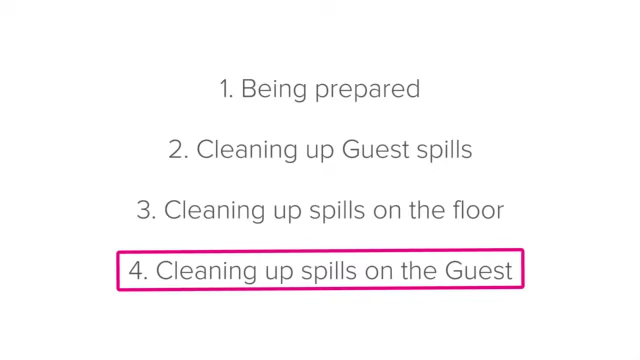 1. Being prepared
2. Cleaning up Guest spills
3. Cleaning up spills on the floor
4. Cleaning up spills on the Guest